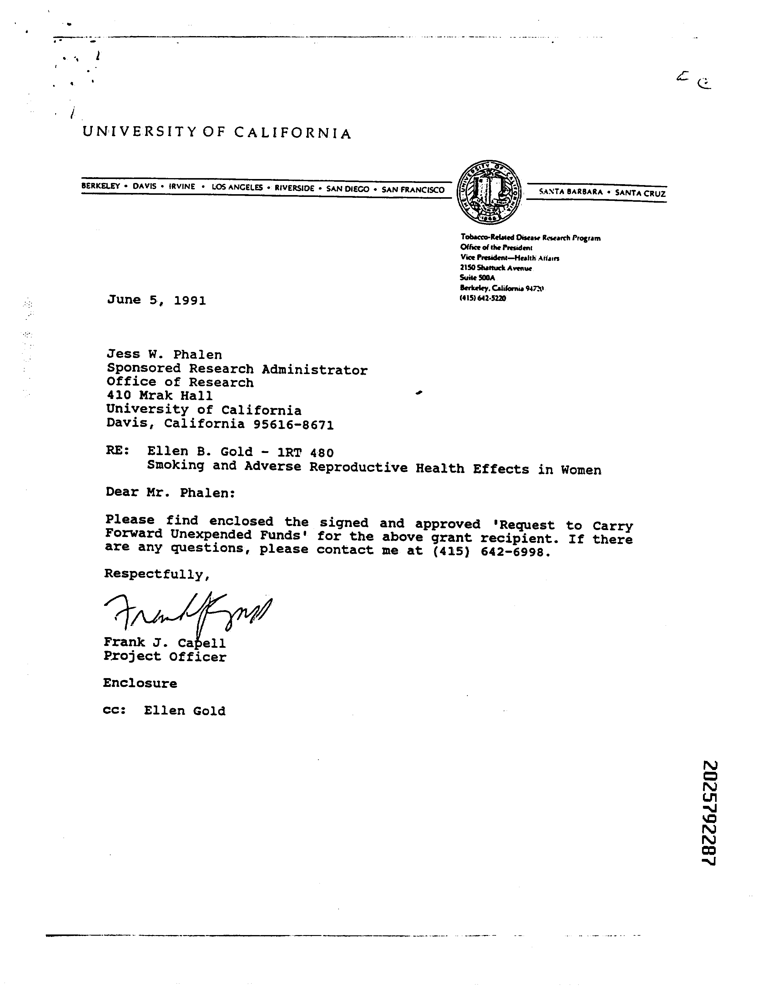 UNIVERSITY OF CALIFORNIA
BERKELEY • DAVIS • IRVINE • LOS ANGELES • RIVERSIDE • SAN DIEGO • SAN FRANCISCO
SANTA BARBARA • SANTA CRUZ
Tobacco-Related Disease Research Program
Office of the President
Vice President—Health Affairs
2150 Shattuck Avenue
Suite 500A
Berkeley, California 94720
(415) 642-5220
June 5, 1991
Jess W. Phalen
Sponsored Research Administrator
Office of Research
410 Mrak Hall
University of California
Davis, California 95616-8671
RE: Ellen B. Gold - 1RT 480
Smoking and Adverse Reproductive Health Effects in Women
Dear Mr. Phalen:
Please find enclosed the signed and approved 'Request to Carry
Forward Unexpended Funds' for the above grant recipient. If there
are any questions, please contact me at (415) 642-6998.
Respectfully,
Frank J. Capell
Project Officer
Enclosure
cc: Ellen Gold
2025792287